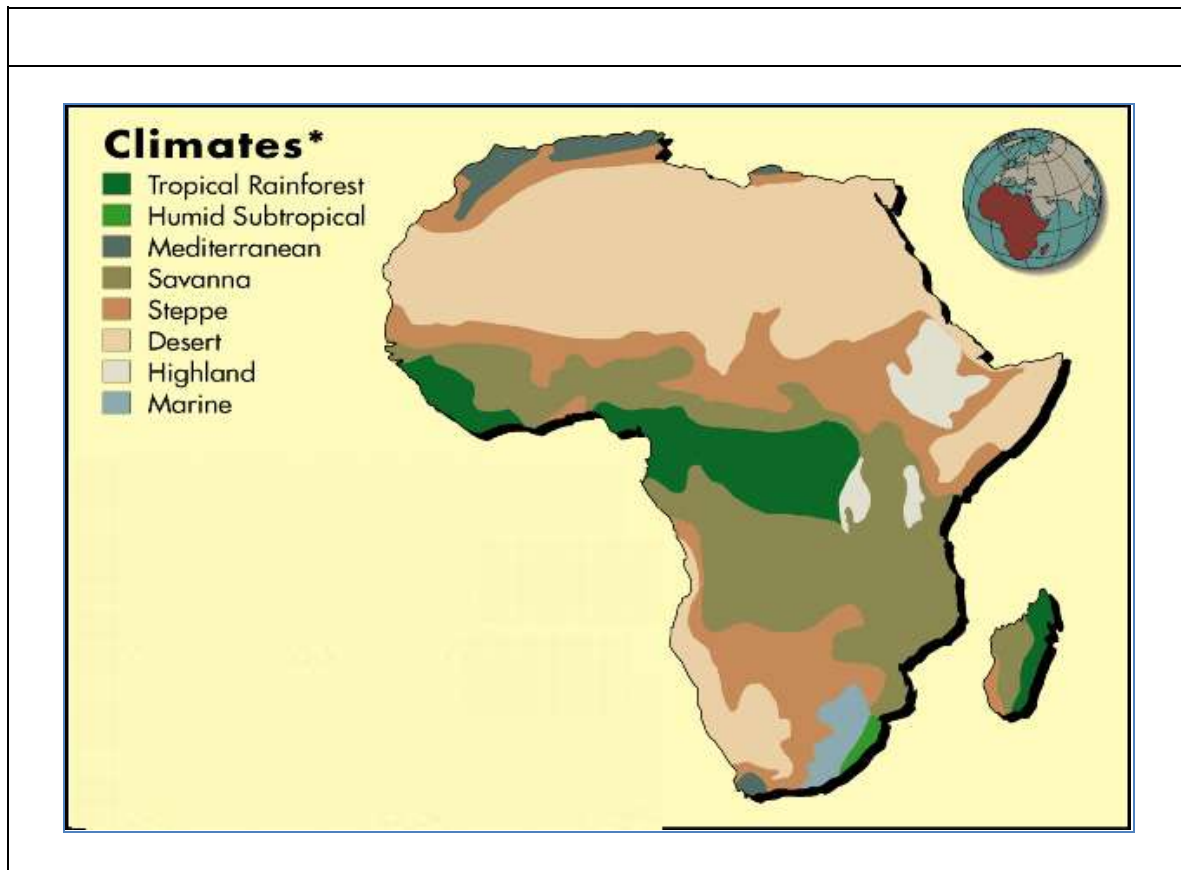 Climates*
Tropical Rainforest
Humid Subtropical
Mediterranean
Savanna
Steppe
Desert
Highland
Marine